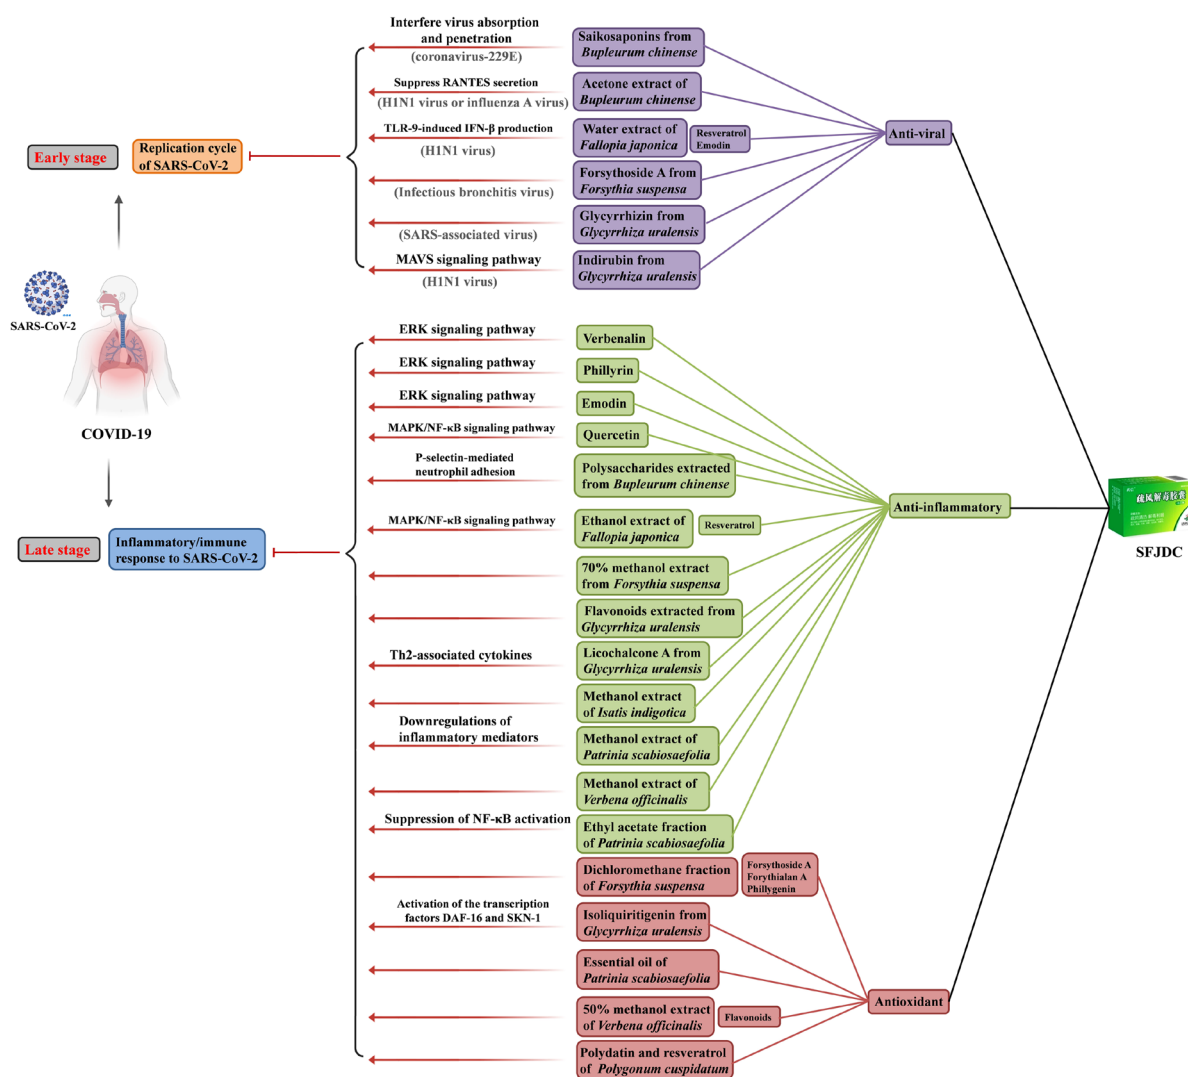 Interfere virus absorption
and penetration
(coronavirus-229E)
Saikosaponins from
Bupleurum chinense
Suppress RANTES secretion
(H1N1 virus or influenza A virus)
Acetone extract of
Bupleurum chinense
TLR-9-induced IFN-β production
(H1N1 virus)
Water extract of
Fallopia japonica
Resveratrol
Emodin
Anti-viral
Early stage
Replication cycle
of SARS-CoV-2
(Infectious bronchitis virus)
Forsythoside A from
Forsythia suspensa
(SARS-associated virus)
Glycyrrhizin from
Glycyrrhiza uralensis
MAVS signaling pathway
(H1N1 virus)
Indirubin from
Glycyrrhiza uralensis
SARS-CoV-2
COVID-19
ERK signaling pathway
Verbenalin
ERK signaling pathway
Phillyrin
ERK signaling pathway
Emodin
MAPK/NF-κB signaling pathway
Quercetin
P-selectin-mediated
neutrophil adhesion
Polysaccharides extracted
from Bupleurum chinense
Anti-inflammatory
疏风解毒胶囊
SFJDC
MAPK/NF-κB signaling pathway
Ethanol extract of
Fallopia japonica
Resveratrol
Late stage
Inflammatory/immune
response to SARS-CoV-2
70% methanol extract
from Forsythia suspensa
Flavonoids extracted from
Glycyrrhiza uralensis
Th2-associated cytokines
Licochalcone A from
Glycyrrhiza uralensis
Methanol extract
of Isatis indigotica
Downregulations of
inflammatory mediators
Methanol extract of
Patrinia scabiosaefolia
Methanol extract of
Verbena officinalis
Suppression of NF-κB activation
Ethyl acetate fraction
of Patrinia scabiosaefolia
Dichloromethane fraction
of Forsythia suspensa
Forsythoside A
Forythialan A
Phillygenin
Activation of the transcription
factors DAF-16 and SKN-1
Isoliquiritigenin from
Glycyrrhiza uralensis
Essential oil of
Patrinia scabiosaefolia
Antioxidant
50% methanol extract
of Verbena officinalis
Flavonoids
Polydatin and resveratrol
of Polygonum cuspidatum